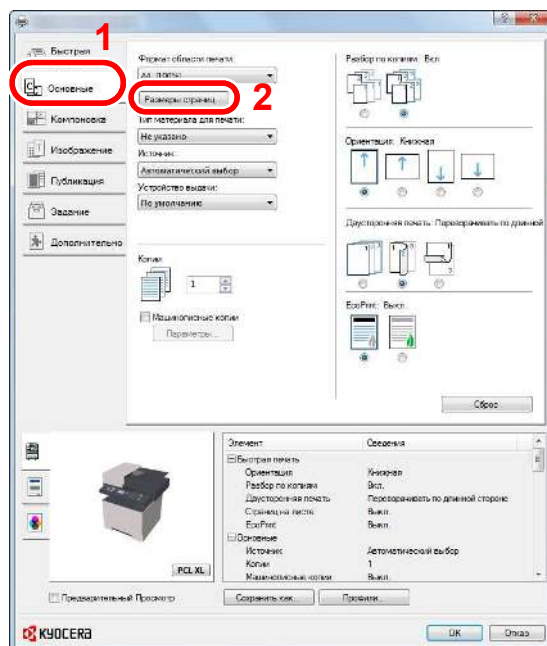 1
Быстрая
Основные
Компоновка
Изображение
Публикация
Задание
Дополнительно
Формат области печати:
A4 (100%)
Размеры страниц...
2
Тип материала для печати:
Не указано
Источник:
Автоматический выбор
Устройство выдачи:
По умолчанию
Копии:
1
Машинописные копии
Параметры...
Разбор по копиям: Вкл
Ориентация: Книжная
Двусторонняя печать: Переворачивать по длинной
EcoPrint: Выкл.
Сброс
PCL XL
Элемент Сведения
Быстрая печать
Ориентация Книжная
Разбор по копиям Вкл.
Двусторонняя печать Переворачивать по длинной стороне
Страниц на листе Выкл.
EcoPrint Выкл.
Основные
Источник Автоматический выбор
Копии 1
Машинописные копии Выкл.
Предварительный Просмотр
Сохранить как...
Профили...
KYOCERA
OK
Отказ